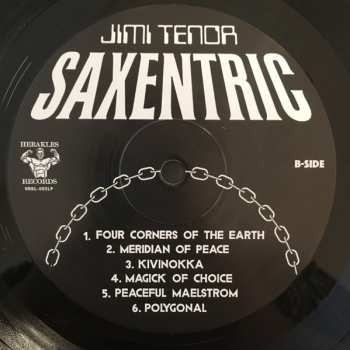 JIMI TENOR
SAXENTRIC
HERAKLES
RECORDS
B-SIDE
1. FOUR CORNERS OF THE EARTH
2. MERIDIAN OF PEACE
3. KIVINOKKA
4. MAGICK OF CHOICE
5. PEACEFUL MAELSTROM
6. POLYGONAL